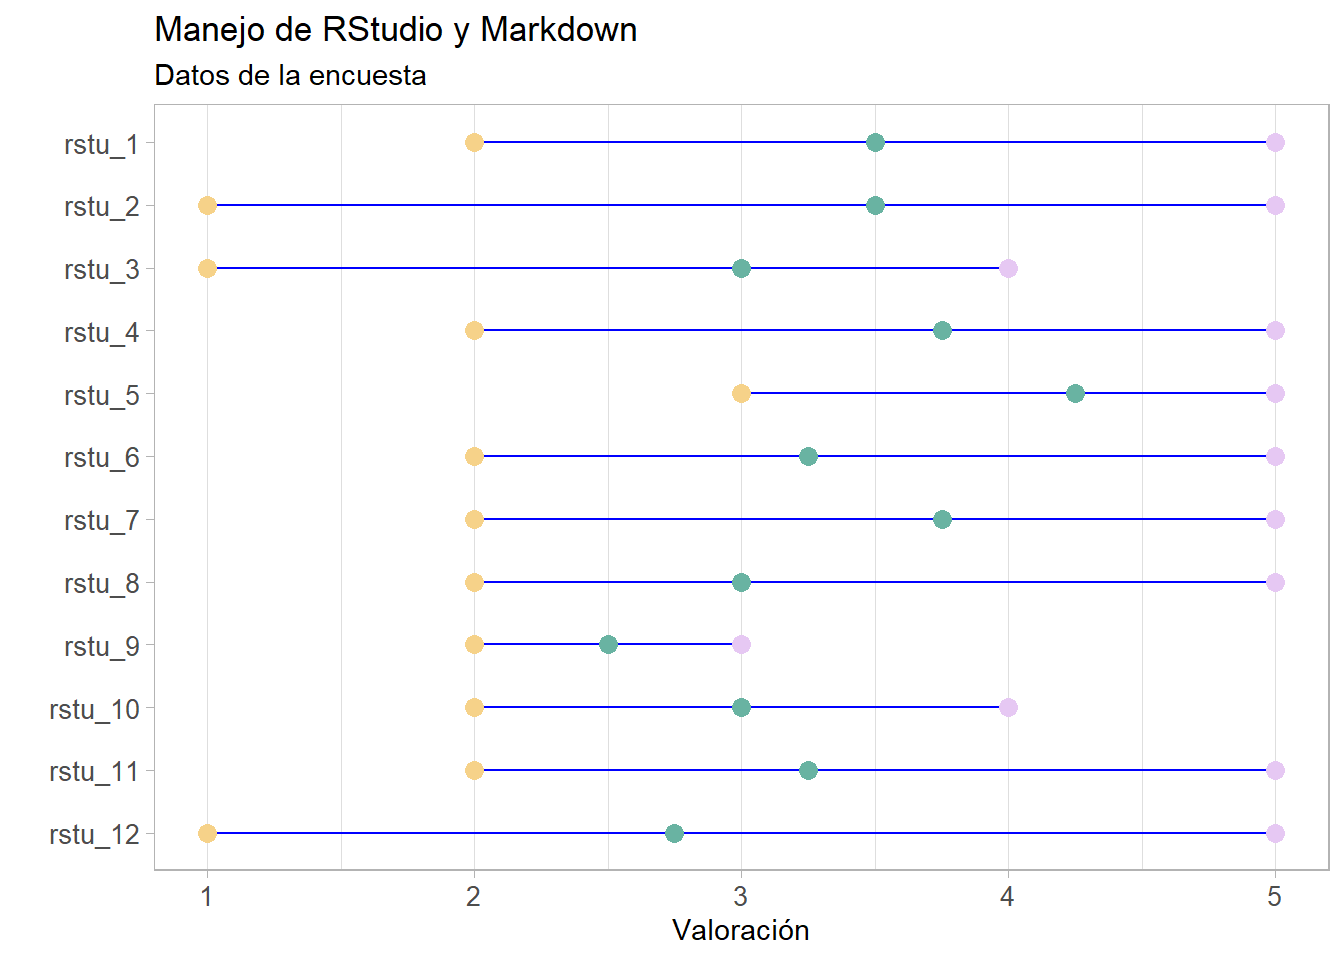 Manejo de RStudio y Markdown
Datos de la encuesta
rstu_1
rstu_2
rstu_3
rstu_4
rstu_5
rstu_6
rstu_7
rstu_8
rstu_9
rstu_10
rstu_11
rstu_12
1 2 3 4 5
Valoración